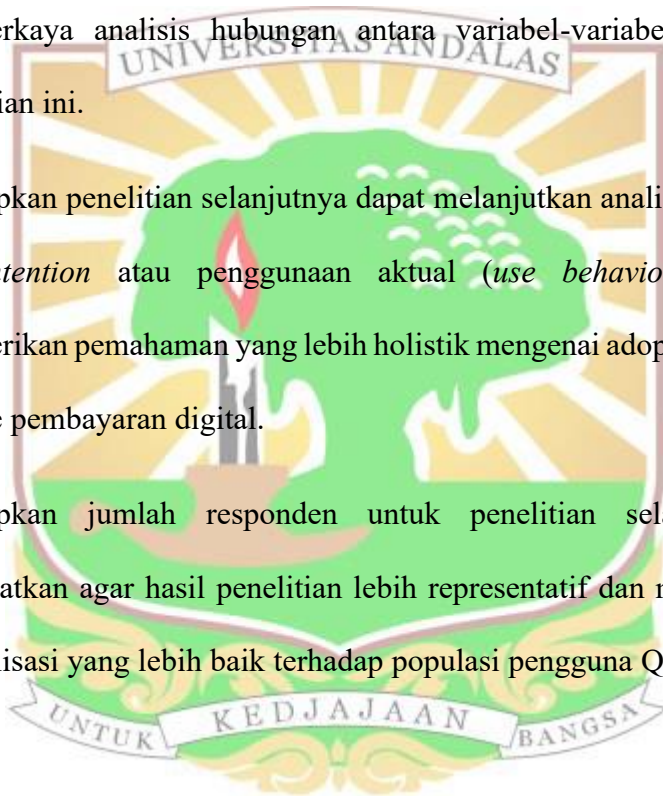 erkaya analisis hubungan antara variabel-variabe
UNIVERSITAS ANDALAS
ian ini.
pkan penelitian selanjutnya dapat melanjutkan anali
tention atau penggunaan aktual (use behavio
erikan pemahaman yang lebih holistik mengenai adop
e pembayaran digital.
pkan jumlah responden untuk penelitian sela
atkan agar hasil penelitian lebih representatif dan r
lisasi yang lebih baik terhadap populasi pengguna Q
UNTUK KEDJAJAAN BANGSA